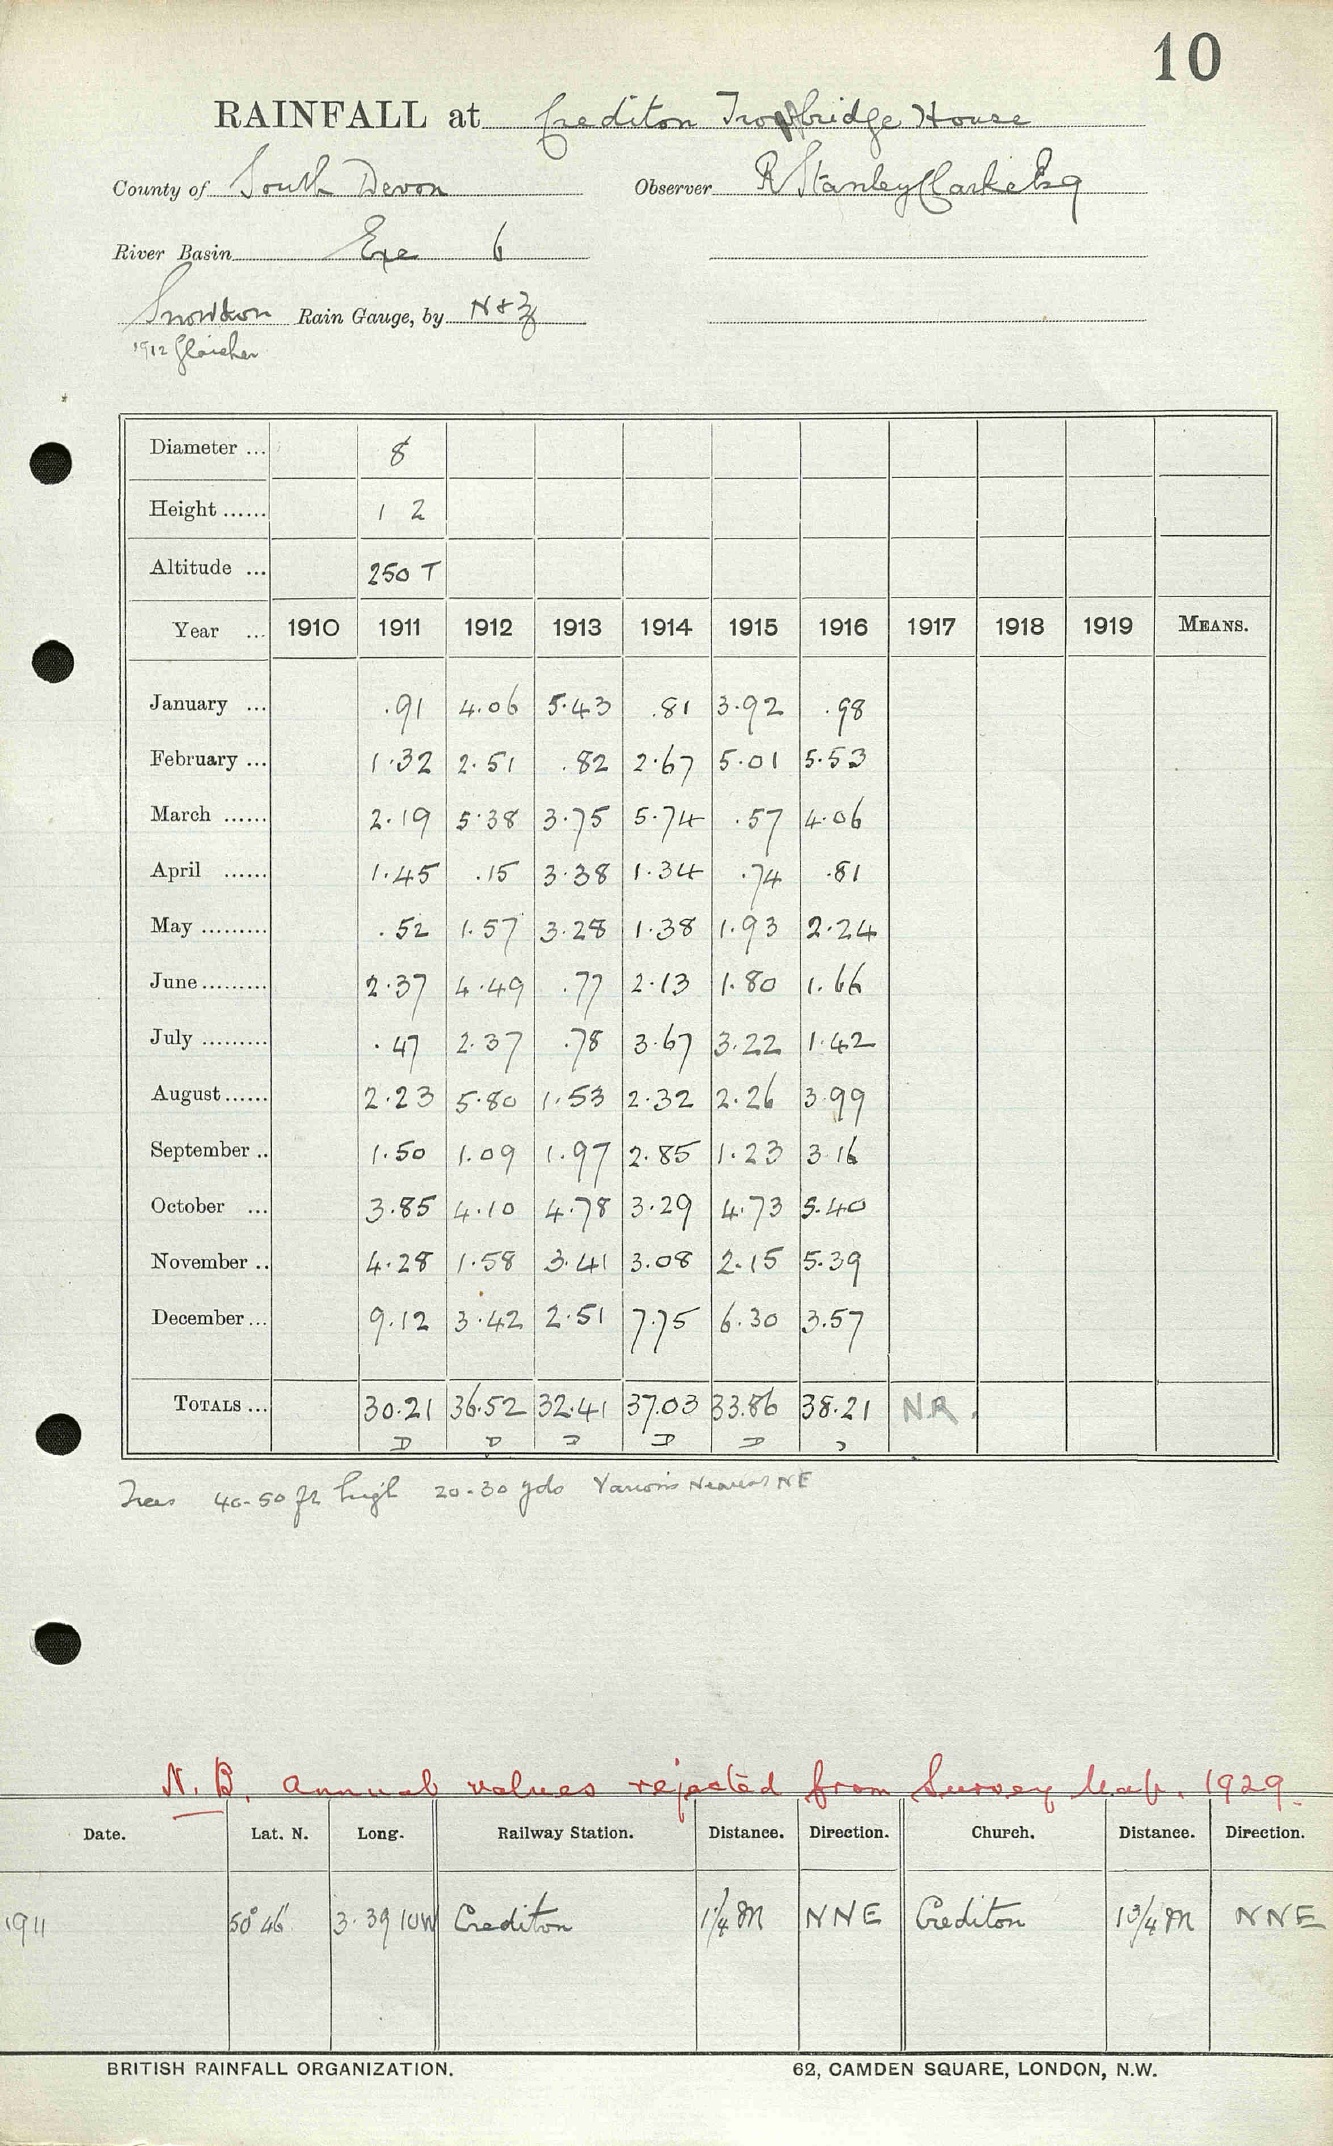 10
RAINFALL at Crediton Trowbridge House
County of South Devon Observer R Stanley Clarke Esq
River Basin Exe 6
Snowdon Rain Gauge, by N & Z
1912 Glaisher
Diameter ... 8
Height ...... 12
Altitude ... 250 T
Year ... 1910 1911 1912 1913 1914 1915 1916 1917 1918 1919 MEANS.
January ... .91 4.06 5.43 .81 3.92 .98
February ... 1.32 2.51 .82 2.67 5.01 5.53
March ...... 2.19 5.38 3.75 5.74 .57 4.06
April ...... 1.45 .15 3.38 1.34 .74 .81
May ......... .52 1.57 3.28 1.38 1.93 2.24
June ......... 2.37 4.49 .77 2.13 1.80 1.66
July ......... .47 2.37 .78 3.67 3.22 1.42
August ...... 2.23 5.80 1.53 2.32 2.26 3.99
September .. 1.50 1.09 1.97 2.85 1.23 3.16
October ... 3.85 4.10 4.78 3.29 4.73 5.40
November .. 4.28 1.58 3.41 3.08 2.15 5.39
December ... 9.12 3.42 2.51 7.75 6.30 3.57
TOTALS ... 30.21 36.52 32.41 37.03 33.86 38.21 N.R.
D D D D D D
Trees 40-50 ft high 20-30 yds Various Nearest NE
N.B. Annual values rejected from Survey Map. 1929.
Date. Lat. N. Long. Railway Station. Distance. Direction. Church. Distance. Direction.
1911 50° 46' 3.39 10W Crediton 1¼ M NNE Crediton 1¾ M NNE
BRITISH RAINFALL ORGANIZATION. 62, CAMDEN SQUARE, LONDON, N.W.